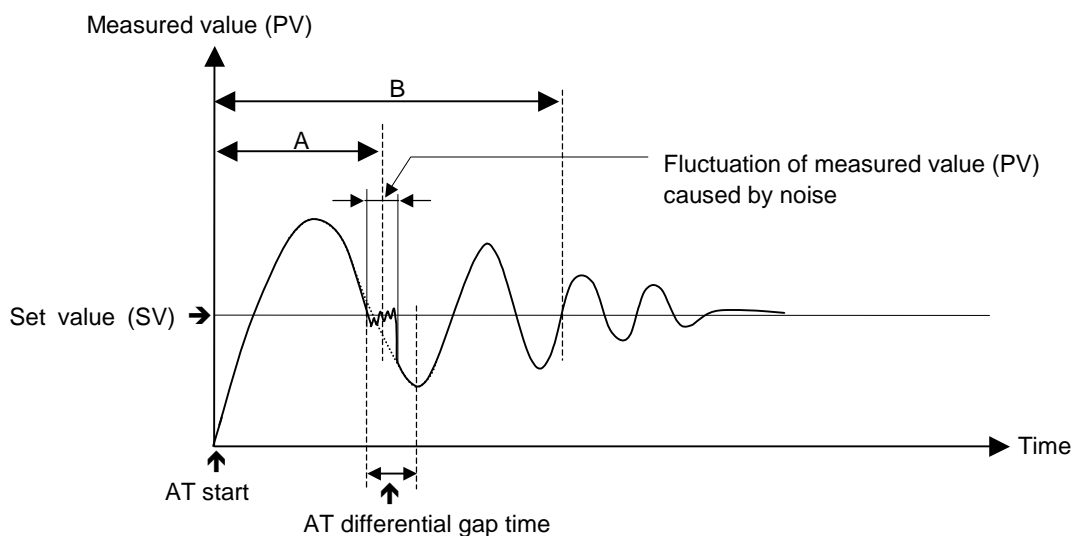 Measured value (PV)
B
A
Fluctuation of measured value (PV)
caused by noise
Set value (SV)
Time
AT start
AT differential gap time